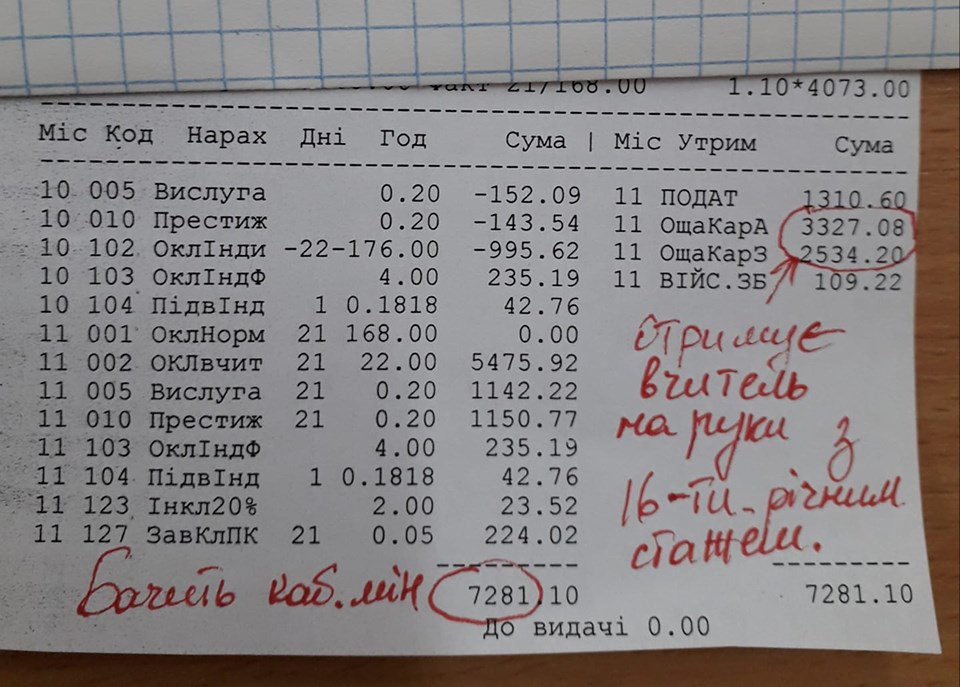 Факт 21/168.00 1.10*4073.00
Міс Код Нарах Дні Год Сума | Міс Утрим Сума
10 005 Вислуга 0.20 -152.09 11 ПОДАТ 1310.60
10 010 Престиж 0.20 -143.54 11 ОщаКарА 3327.08
10 102 ОклІнди -22-176.00 -995.62 11 ОщаКарЗ 2534.20
10 103 ОклІндФ 4.00 235.19 11 ВІЙС.ЗБ 109.22
10 104 ПідвІнд 1 0.1818 42.76
11 001 ОклНорм 21 168.00 0.00
11 002 ОКЛвчит 21 22.00 5475.92
11 005 Вислуга 21 0.20 1142.22
11 010 Престиж 21 0.20 1150.77
11 103 ОклІндФ 4.00 235.19
11 104 ПідвІнд 1 0.1818 42.76
11 123 Інкл20% 2.00 23.52
11 127 ЗавКлПК 21 0.05 224.02
отримує
вчитель
на руки з
16-ти річним
стажем.
Бачить каб.мін 7281.10 7281.10
До видачі 0.00